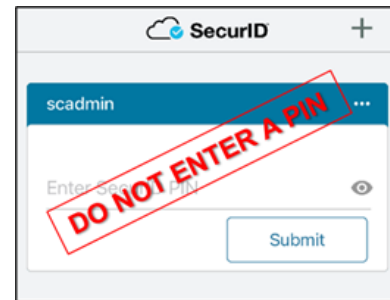 SecurID
scadmin
DO NOT ENTER A PIN
Enter SecurID PIN
Submit